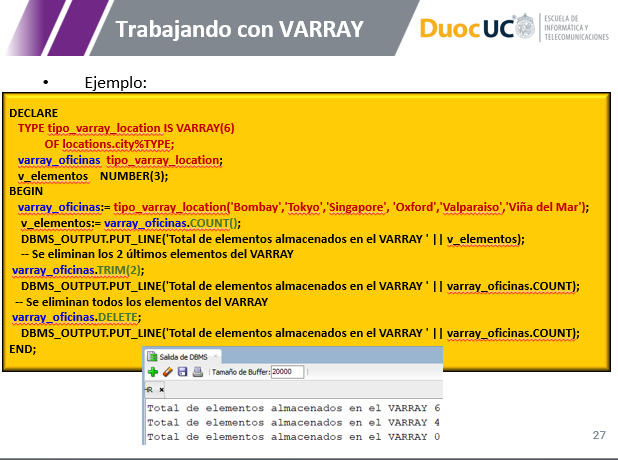 Trabajando con VARRAY
DuocUC
ESCUELA DE
INFORMÁTICA Y
TELECOMUNICACIONES
• Ejemplo:
DECLARE
TYPE tipo_varray_location IS VARRAY(6)
OF locations.city%TYPE;
varray_oficinas tipo_varray_location;
v_elementos NUMBER(3);
BEGIN
varray_oficinas:= tipo_varray_location('Bombay','Tokyo','Singapore', 'Oxford','Valparaiso','Viña del Mar');
v_elementos:= varray_oficinas.COUNT();
DBMS_OUTPUT.PUT_LINE('Total de elementos almacenados en el VARRAY ' || v_elementos);
-- Se eliminan los 2 últimos elementos del VARRAY
varray_oficinas.TRIM(2);
DBMS_OUTPUT.PUT_LINE('Total de elementos almacenados en el VARRAY ' || varray_oficinas.COUNT);
-- Se eliminan todos los elementos del VARRAY
varray_oficinas.DELETE;
DBMS_OUTPUT.PUT_LINE('Total de elementos almacenados en el VARRAY ' || varray_oficinas.COUNT);
END;
Salida de DBMS
Tamaño de Buffer: 20000
HR
Total de elementos almacenados en el VARRAY 6
Total de elementos almacenados en el VARRAY 4
Total de elementos almacenados en el VARRAY 0
27